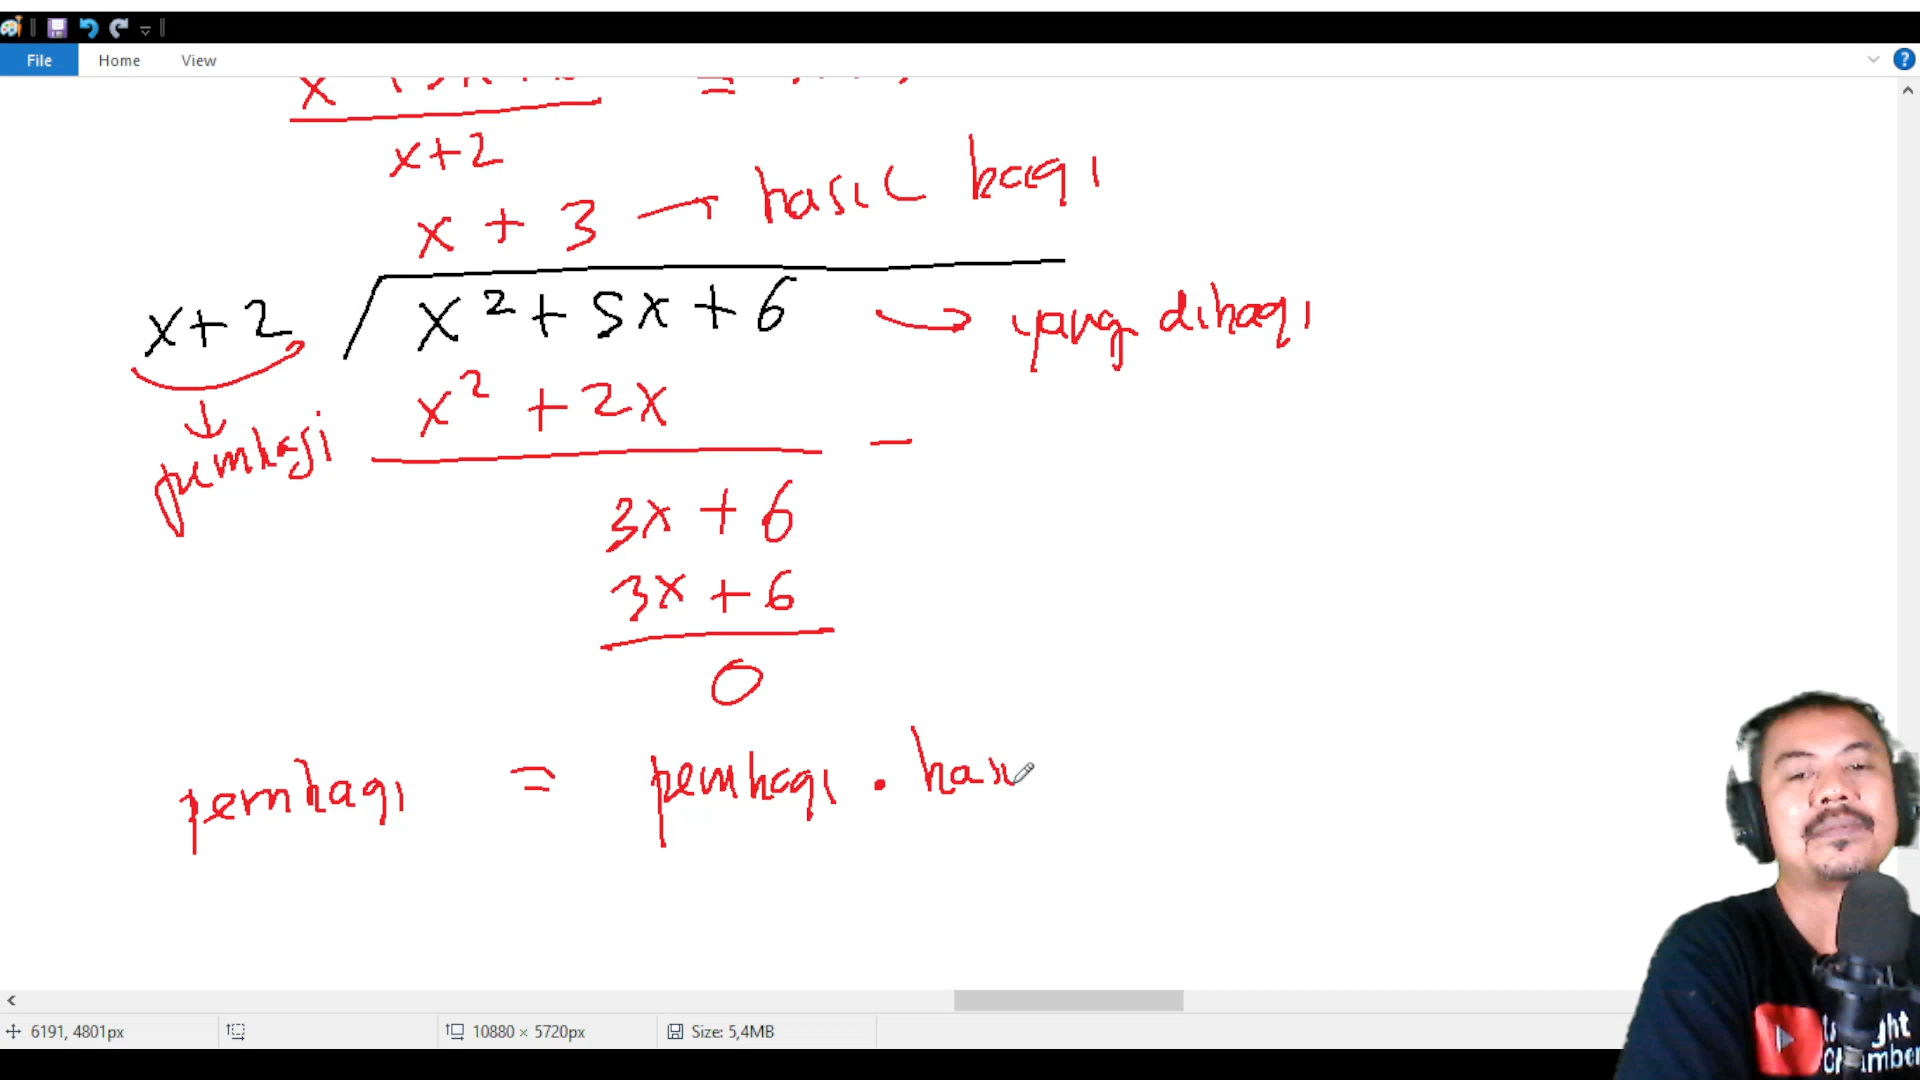 File Home View
x+2
x + 3 → hasil bagi
x+2 x² + 5x + 6 → yang dibagi
x² + 2x
pembagi
—
3x + 6
3x + 6
0
pembagi = pembagi . hasi
6191, 4801px 10880 × 5720px Size: 5,4MB